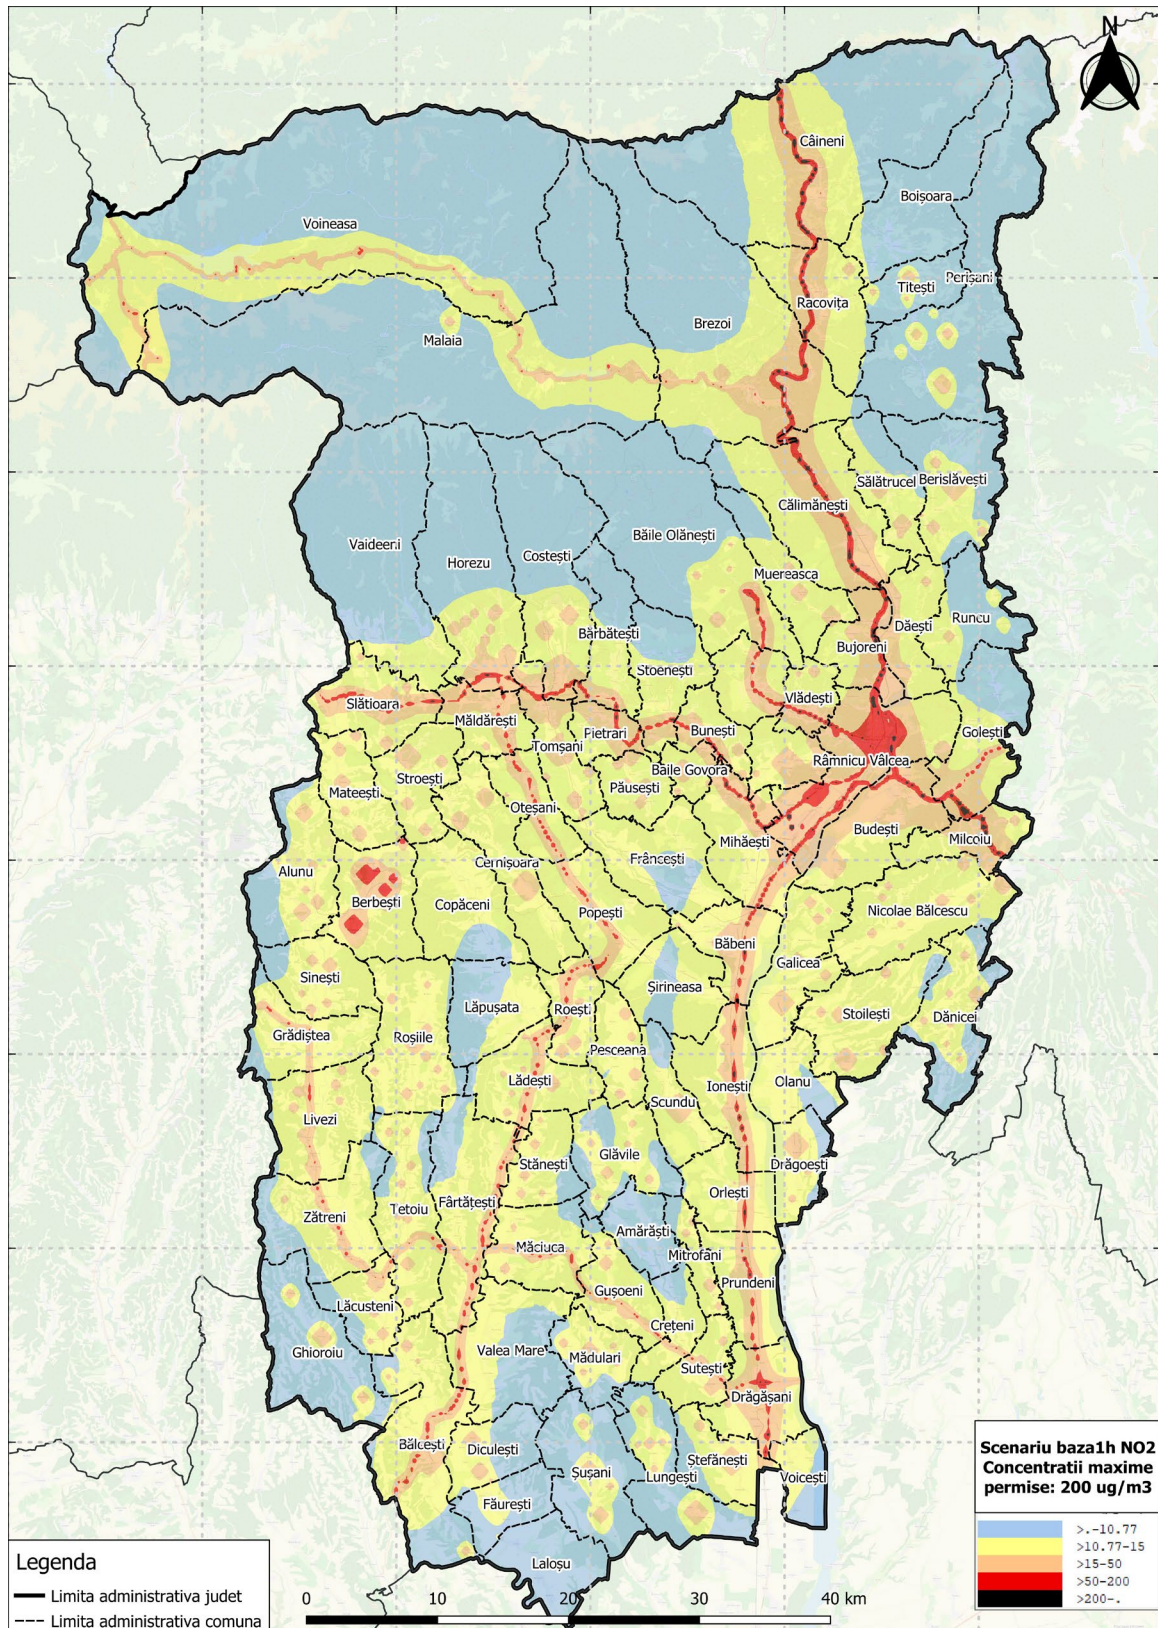 N
Câineni
Boișoara
Voineasa
Titești
Perișani
Racovița
Brezoi
Malaia
Sălătrucel
Berislăvești
Călimănești
Băile Olănești
Vaideeni
Costești
Horezu
Muereasca
Runcu
Dăești
Bărbătești
Bujoreni
Stoenești
Vlădești
Slătioara
Măldărești
Pietrari
Bunești
Golești
Tomșani
Râmnicu Vâlcea
Băile Govora
Stroești
Păusești
Mateești
Oteșani
Budești
Milcoiu
Mihăești
Cernișoara
Frâncești
Alunu
Berbești
Copăceni
Popești
Nicolae Bălcescu
Băbeni
Galicea
Sinești
Șirineasa
Lăpușata
Roești
Stoilești
Dănicei
Grădiștea
Roșiile
Pesceana
Lădești
Ionești
Olanu
Scundu
Livezi
Glăvile
Stănești
Drăgoești
Orlești
Fârtățești
Tetoiu
Zătreni
Amărăști
Măciuca
Mitrofani
Prundeni
Gușoeni
Lăcusteni
Crețeni
Ghioroiu
Valea Mare
Mădulari
Sutești
Drăgășani
Bălcești
Diculești
Ștefănești
Șușani
Lungești
Voicești
Făurești
Laloșu
Scenariu baza1h NO2
Concentratii maxime
permise: 200 ug/m3
>.-10.77
>10.77-15
>15-50
>50-200
>200-.
Legenda
Limita administrativa judet
Limita administrativa comuna
0 10 20 30 40 km